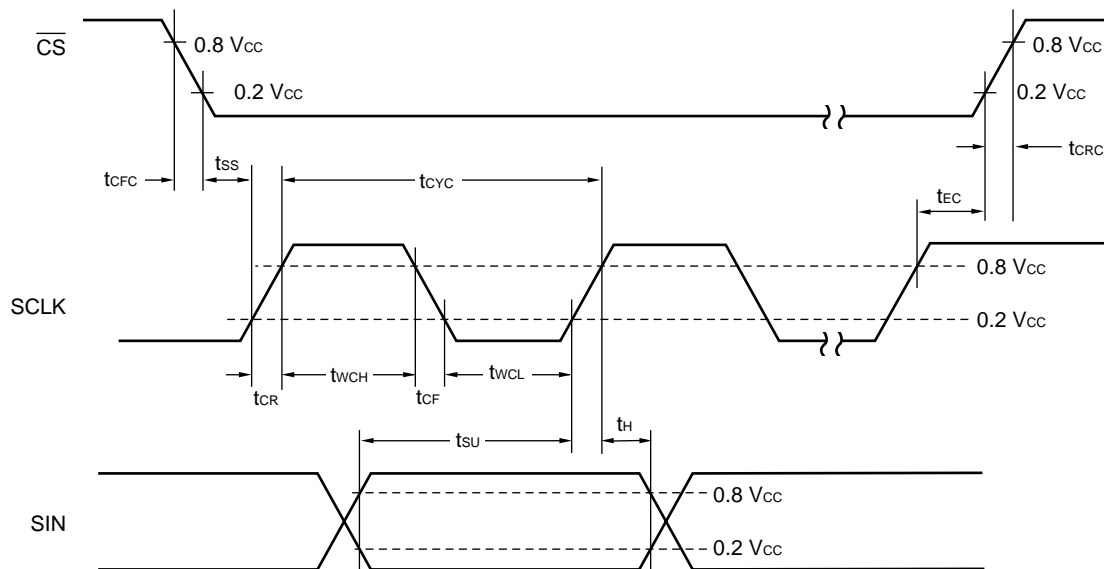 CS
0.8 VCC
0.2 VCC
0.8 VCC
0.2 VCC
tCFC
tSS
tCYC
tCRC
tEC
SCLK
0.8 VCC
0.2 VCC
tCR
tWCH
tCF
tWCL
tSU
tH
SIN
0.8 VCC
0.2 VCC